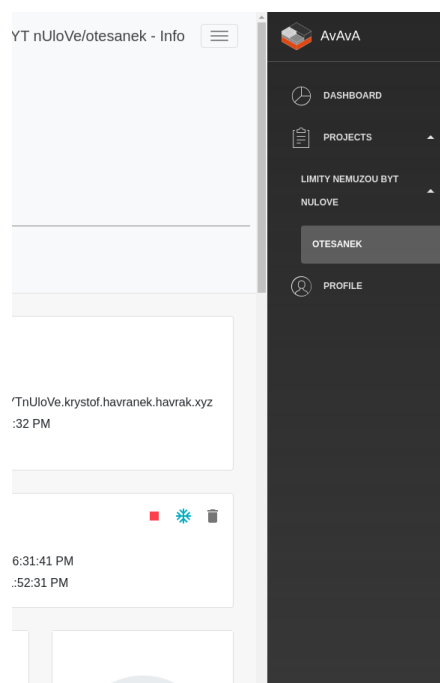 YT nUloVe/otesanek - Info
AvAvA
DASHBOARD
PROJECTS
LIMITY NEMUZOU BYT
NULOVE
OTESANEK
PROFILE
YTnUloVe.krystof.havranek.havrak.xyz
:32 PM
6:31:41 PM
:52:31 PM